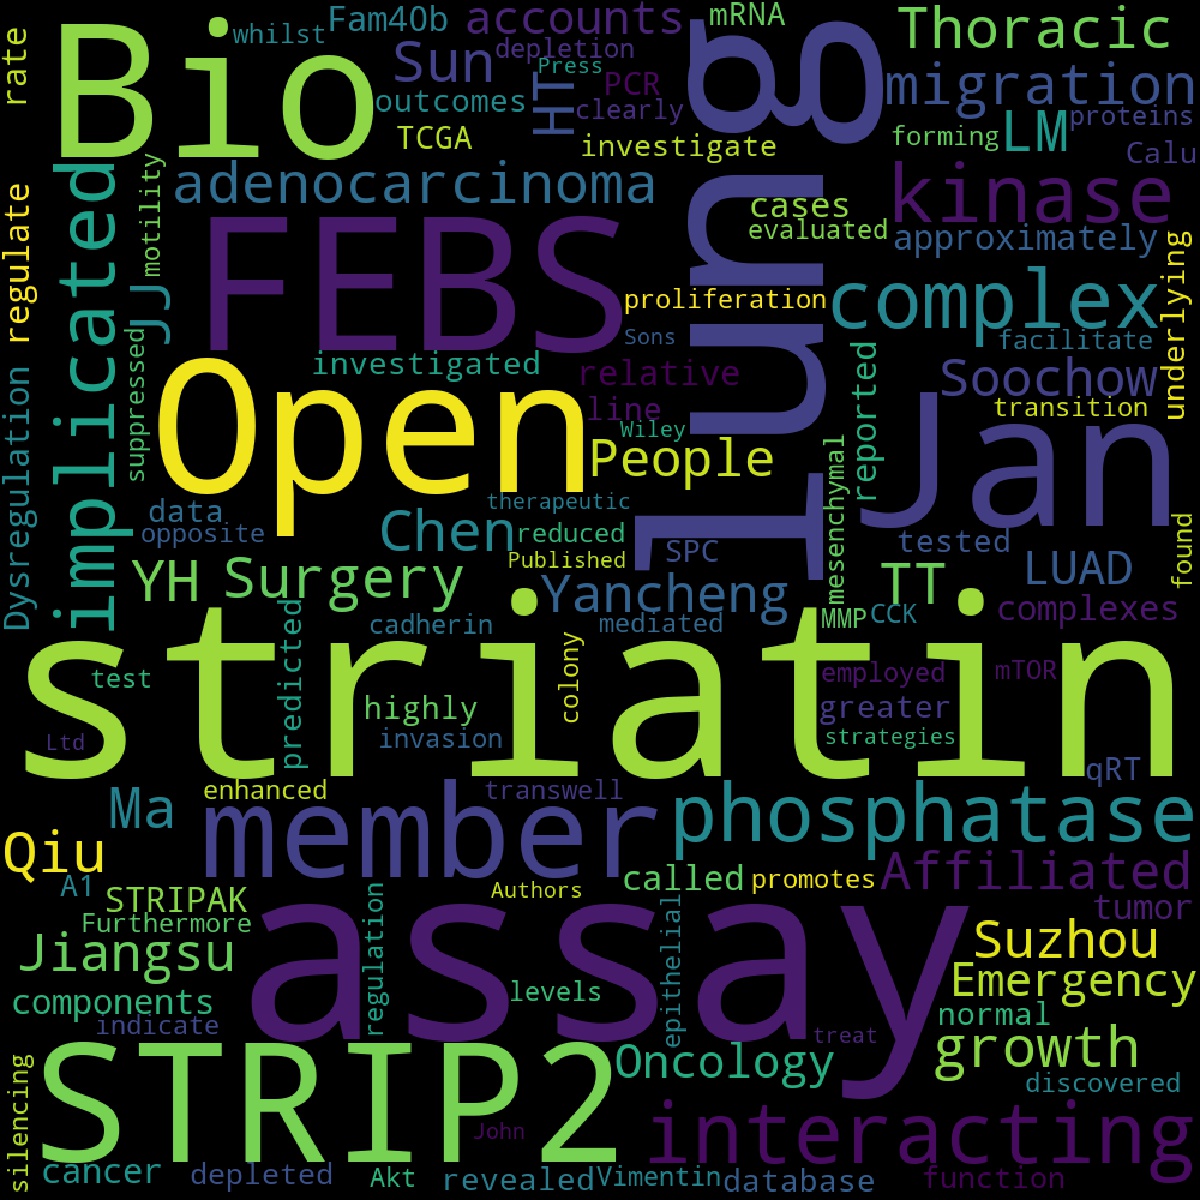 rate
Bio
whilst
Fam40b
accounts
mRNA
Thoracic
Sun
depletion
Press
HT
PCR
clearly
outcomes
TCGA
investigate
lung
migration
forming
LM
proteins
Calu
implicated
motility
adenocarcinoma
kinase
cases
evaluated
approximately
regulate
JJ
FEBS
proliferation
complex
underlying
Sons
facilitate
suppressed
investigated
relative
reported
Soochow
Dysregulation
Open
line
Wiley
People
transition
Jan
mesenchymal
therapeutic
data
opposite
Chen
reduced
Published
SPC
tested
found
YH
Surgery
Yancheng
TT
LUAD
complexes
cadherin
mediated
MMP
CCK
striatin
test
predicted
colony
employed
mTOR
highly
greater
invasion
strategies
Ltd
qRT
enhanced
transwell
Ma
member
phosphatase
Qiu
A1
STRIPAK
Authors
called
promotes
Affiliated
Furthermore
regulation
assay
epithelial
tumor
Jiangsu
Suzhou
Emergency
components
levels
indicate
normal
treat
growth
silencing
STRIP2
Oncology
discovered
John
interacting
cancer
depleted
Akt
revealed
Vimentin
database
function